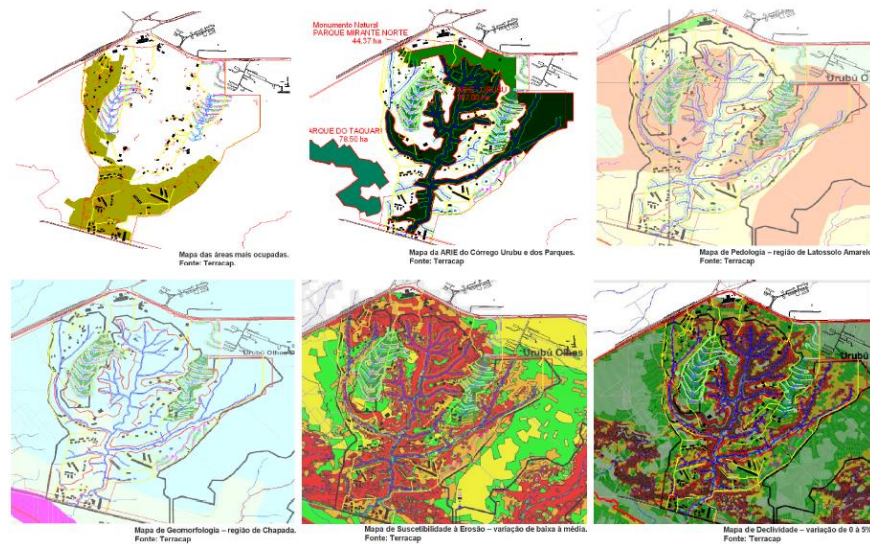 Monumento Natural
PARQUE MIRANTE NORTE
44,37 ha
ARQUE DO TAQUARI
78,50 ha
Mapa das áreas mais ocupadas.
Fonte: Terracap.
Mapa da ARIE do Córrego Urubu e dos Parques.
Fonte: Terracap.
Urubú O
Mapa de Pedologia – região de Latossolo Amarelo
Fonte: Terracap
Urubú Olhos
Mapa de Geomorfologia – região de Chapada.
Fonte: Terracap
Urubú Olhos
Mapa de Suscetibilidade à Erosão – variação de baixa à média.
Fonte: Terracap
Urubú
Mapa de Declividade – variação de 0 à 5%
Fonte: 'Terracap